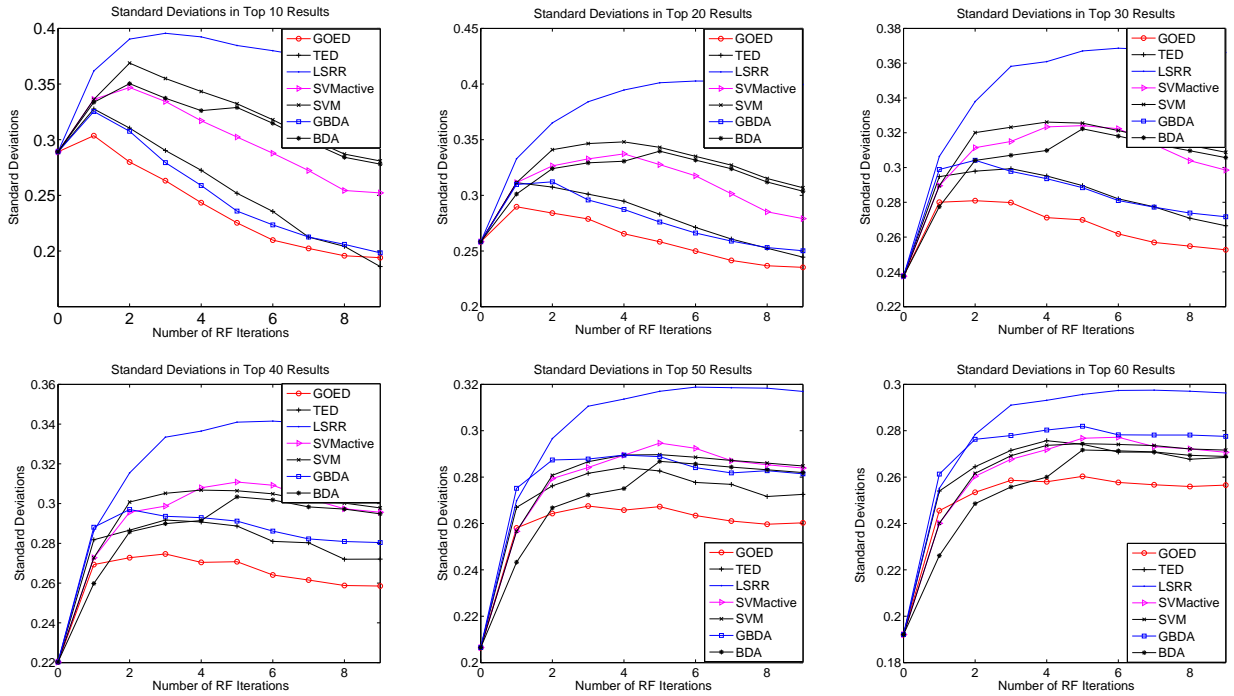 Standard Deviations in Top 10 Results
Standard Deviations
0.4
0.35
0.3
0.25
0.2
0 2 4 6 8
Number of RF Iterations
GOED
TED
LSRR
SVMactive
SVM
GBDA
BDA
Standard Deviations in Top 20 Results
Standard Deviations
0.45
0.4
0.35
0.3
0.25
0.2
0 2 4 6 8
Number of RF Iterations
GOED
TED
LSRR
SVMactive
SVM
GBDA
BDA
Standard Deviations in Top 30 Results
Standard Deviations
0.38
0.36
0.34
0.32
0.3
0.28
0.26
0.24
0.22
0 2 4 6 8
Number of RF Iterations
GOED
TED
LSRR
SVMactive
SVM
GBDA
BDA
Standard Deviations in Top 40 Results
Standard Deviations
0.36
0.34
0.32
0.3
0.28
0.26
0.24
0.22
0 2 4 6 8
Number of RF Iterations
GOED
TED
LSRR
SVMactive
SVM
GBDA
BDA
Standard Deviations in Top 50 Results
Standard Deviations
0.32
0.3
0.28
0.26
0.24
0.22
0.2
0 2 4 6 8
Number of RF Iterations
GOED
TED
LSRR
SVMactive
SVM
GBDA
BDA
Standard Deviations in Top 60 Results
Standard Deviations
0.3
0.28
0.26
0.24
0.22
0.2
0.18
0 2 4 6 8
Number of RF Iterations
GOED
TED
LSRR
SVMactive
SVM
GBDA
BDA